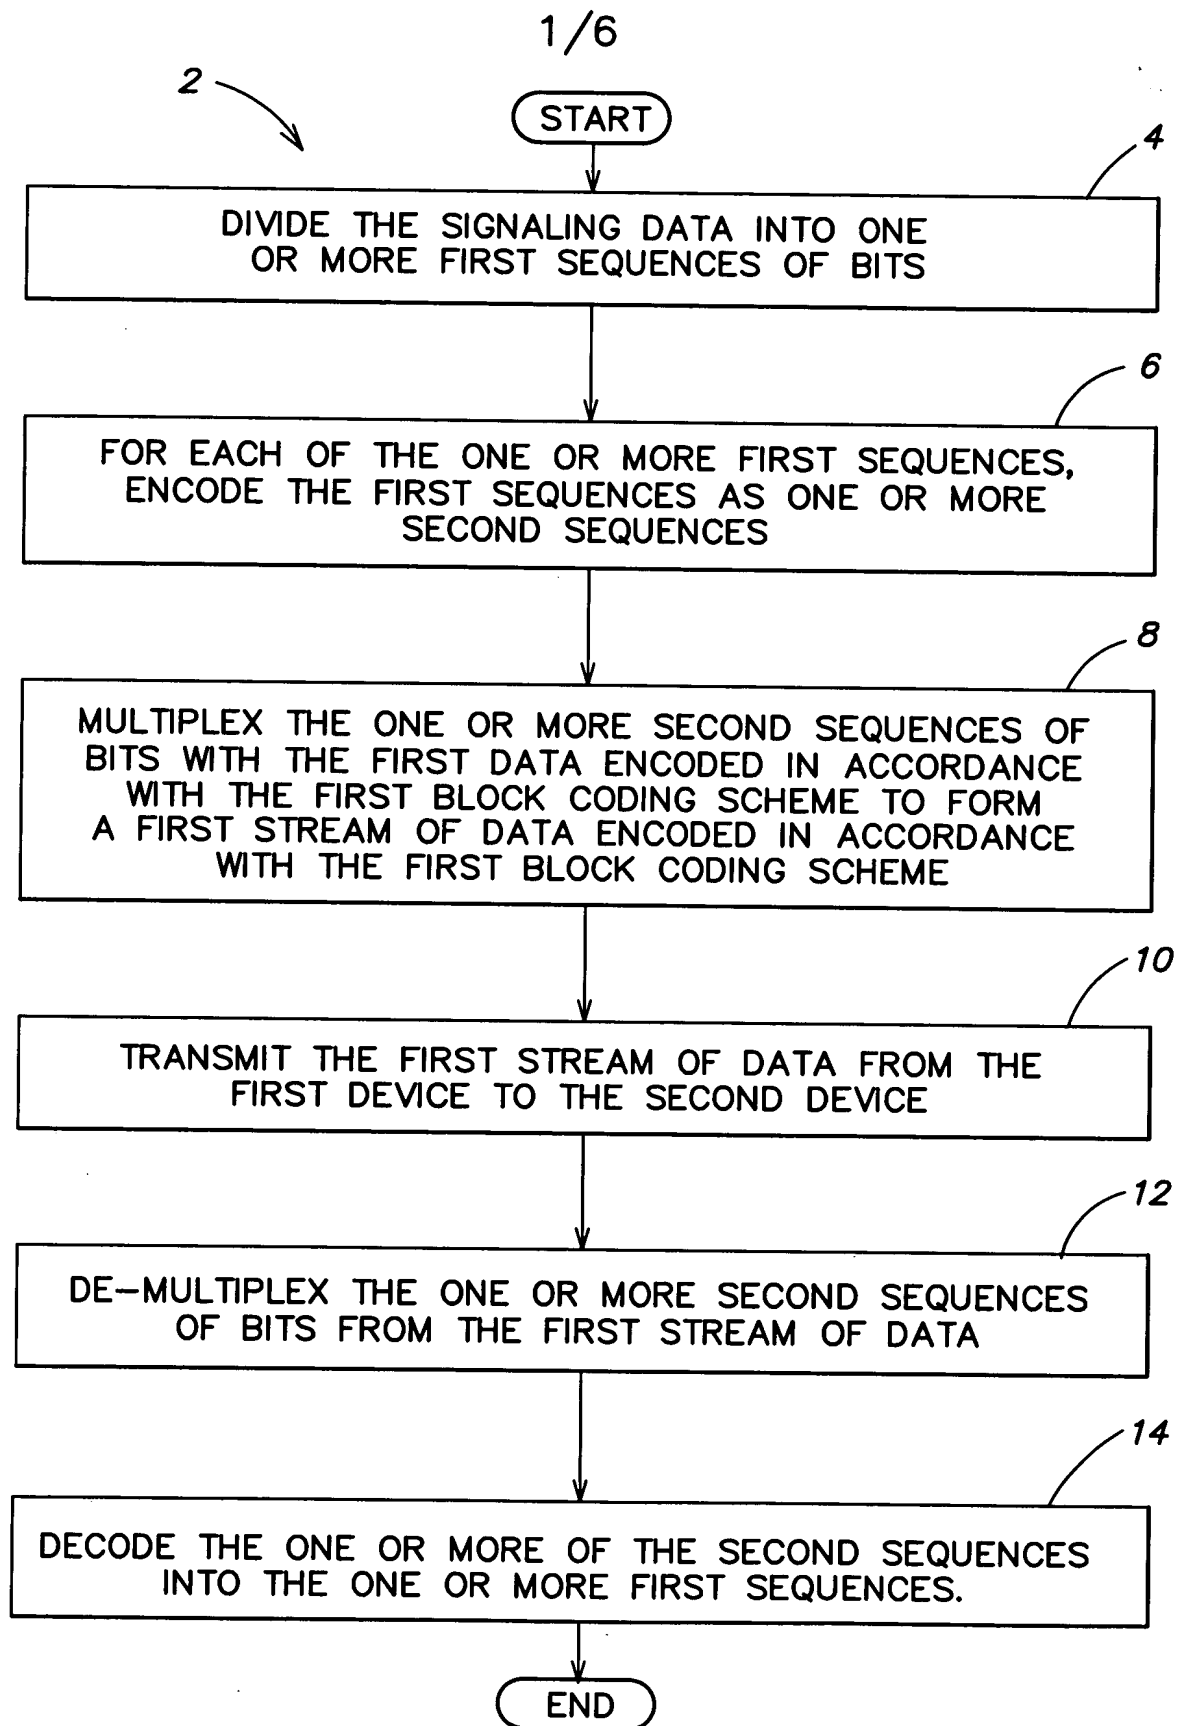 1/6
2
START
4
DIVIDE THE SIGNALING DATA INTO ONE
OR MORE FIRST SEQUENCES OF BITS
6
FOR EACH OF THE ONE OR MORE FIRST SEQUENCES,
ENCODE THE FIRST SEQUENCES AS ONE OR MORE
SECOND SEQUENCES
8
MULTIPLEX THE ONE OR MORE SECOND SEQUENCES OF
BITS WITH THE FIRST DATA ENCODED IN ACCORDANCE
WITH THE FIRST BLOCK CODING SCHEME TO FORM
A FIRST STREAM OF DATA ENCODED IN ACCORDANCE
WITH THE FIRST BLOCK CODING SCHEME
10
TRANSMIT THE FIRST STREAM OF DATA FROM THE
FIRST DEVICE TO THE SECOND DEVICE
12
DE-MULTIPLEX THE ONE OR MORE SECOND SEQUENCES
OF BITS FROM THE FIRST STREAM OF DATA
14
DECODE THE ONE OR MORE OF THE SECOND SEQUENCES
INTO THE ONE OR MORE FIRST SEQUENCES.
END